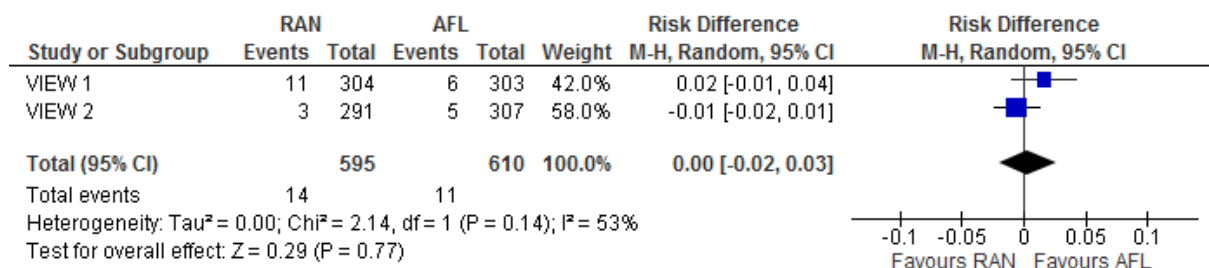 RAN AFL Risk Difference Risk Difference
Study or Subgroup Events Total Events Total Weight M-H, Random, 95% CI M-H, Random, 95% CI
VIEW 1 11 304 6 303 42.0% 0.02 [-0.01, 0.04]
VIEW 2 3 291 5 307 58.0% -0.01 [-0.02, 0.01]
Total (95% CI) 595 610 100.0% 0.00 [-0.02, 0.03]
Total events 14 11
Heterogeneity: Tau² = 0.00; Chi² = 2.14, df = 1 (P = 0.14); I² = 53%
Test for overall effect: Z = 0.29 (P = 0.77)
-0.1 -0.05 0 0.05 0.1
Favours RAN Favours AFL